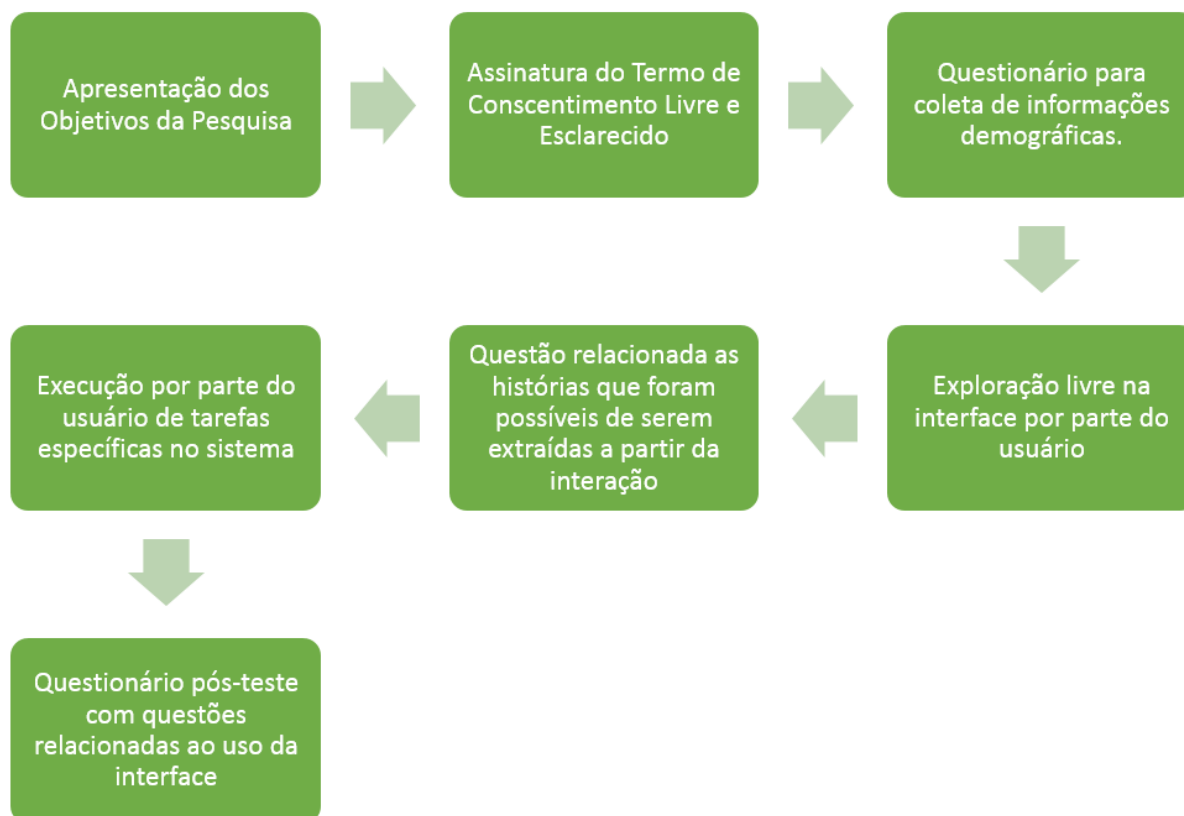 Apresentação dos
Objetivos da Pesquisa
Assinatura do Termo de
Conscentimento Livre e
Esclarecido
Questionário para
coleta de informações
demográficas.
Exploração livre na
interface por parte do
usuário
Questão relacionada as
histórias que foram
possíveis de serem
extraídas a partir da
interação
Execução por parte do
usuário de tarefas
específicas no sistema
Questionário pós-teste
com questões
relacionadas ao uso da
interface